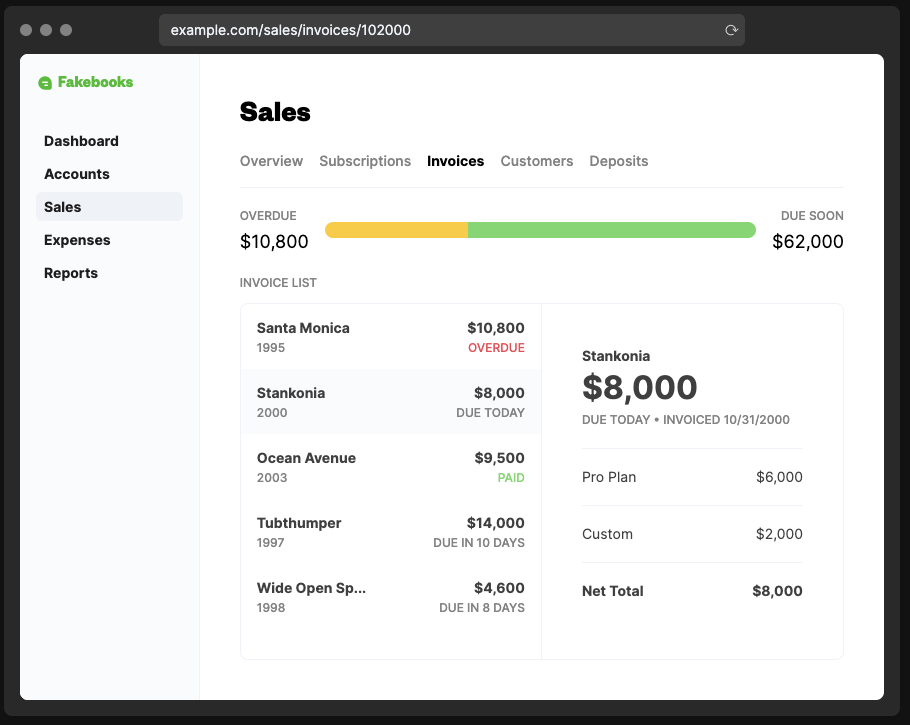 example.com/sales/invoices/102000
Fakebooks
Dashboard
Accounts
Sales
Expenses
Reports
Sales
Overview Subscriptions Invoices Customers Deposits
OVERDUE
$10,800
DUE SOON
$62,000
INVOICE LIST
Santa Monica $10,800
1995 OVERDUE
Stankonia $8,000
2000 DUE TODAY
Ocean Avenue $9,500
2003 PAID
Tubthumper $14,000
1997 DUE IN 10 DAYS
Wide Open Sp... $4,600
1998 DUE IN 8 DAYS
Stankonia
$8,000
DUE TODAY • INVOICED 10/31/2000
Pro Plan $6,000
Custom $2,000
Net Total $8,000